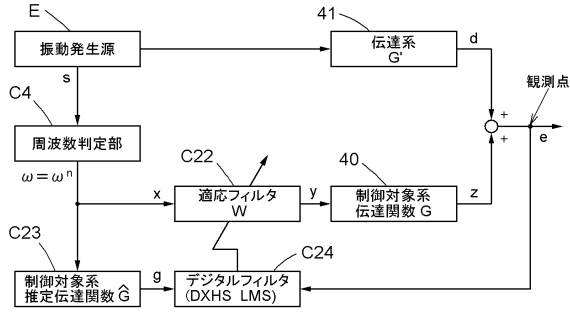 E
振動発生源
41
伝達系
G'
d
s
観測点
C4
周波数判定部
+
+
e
ω=ωⁿ
C22
40
x
適応フィルタ
W
y
制御対象系
伝達関数 G
z
C23
C24
制御対象系
推定伝達関数 Ĝ
g
デジタルフィルタ
(DXHS LMS)